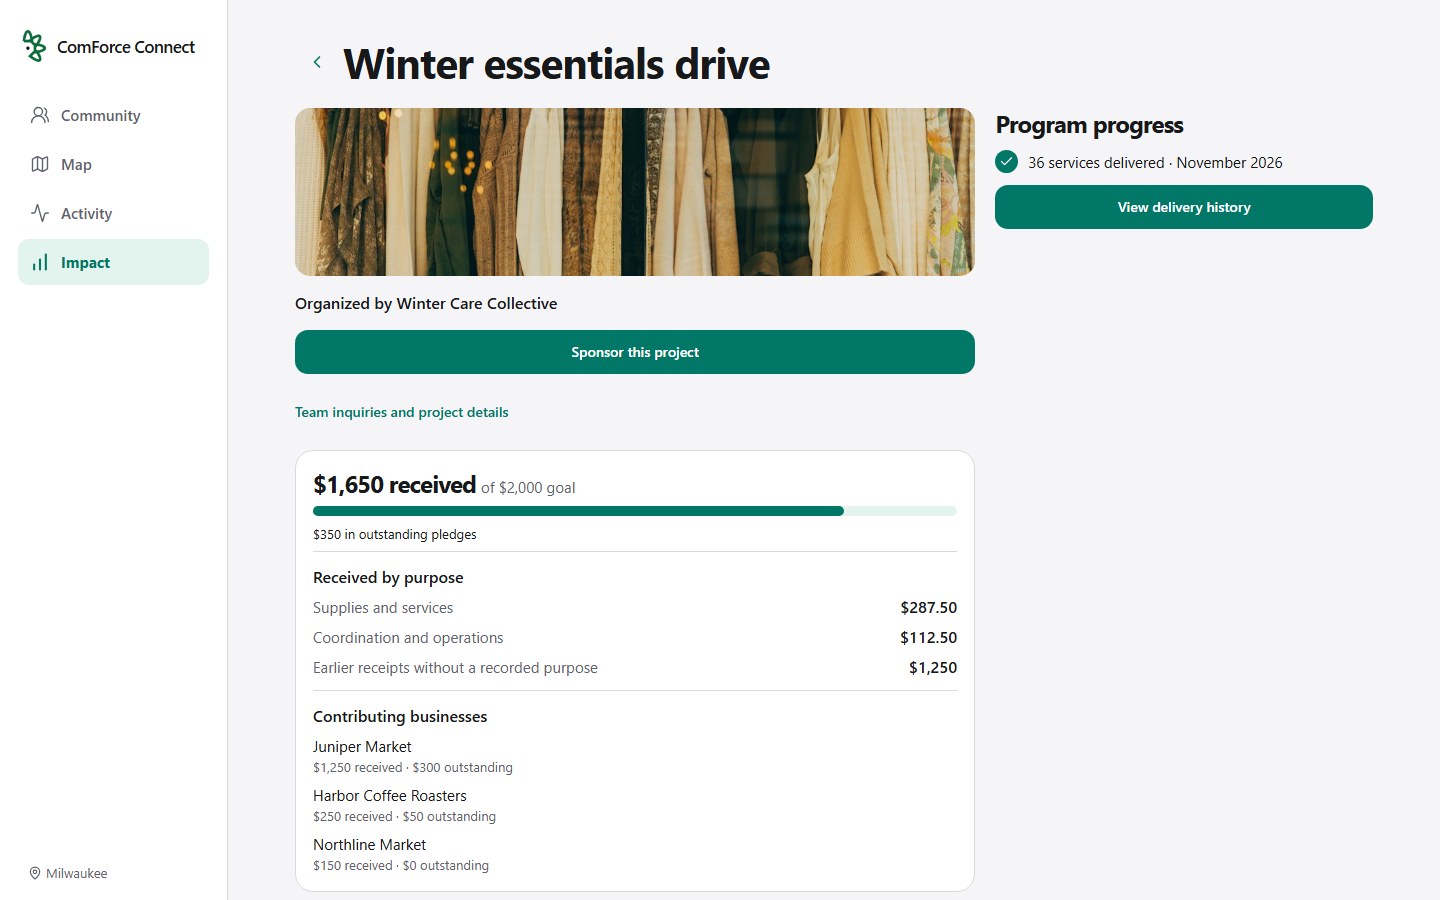 ComForce Connect
Community
Map
Activity
Impact
Milwaukee
Winter essentials drive
Organized by Winter Care Collective
Sponsor this project
Team inquiries and project details
$1,650 received of $2,000 goal
$350 in outstanding pledges
Received by purpose
Supplies and services $287.50
Coordination and operations $112.50
Earlier receipts without a recorded purpose $1,250
Contributing businesses
Juniper Market
$1,250 received · $300 outstanding
Harbor Coffee Roasters
$250 received · $50 outstanding
Northline Market
$150 received · $0 outstanding
Program progress
36 services delivered · November 2026
View delivery history